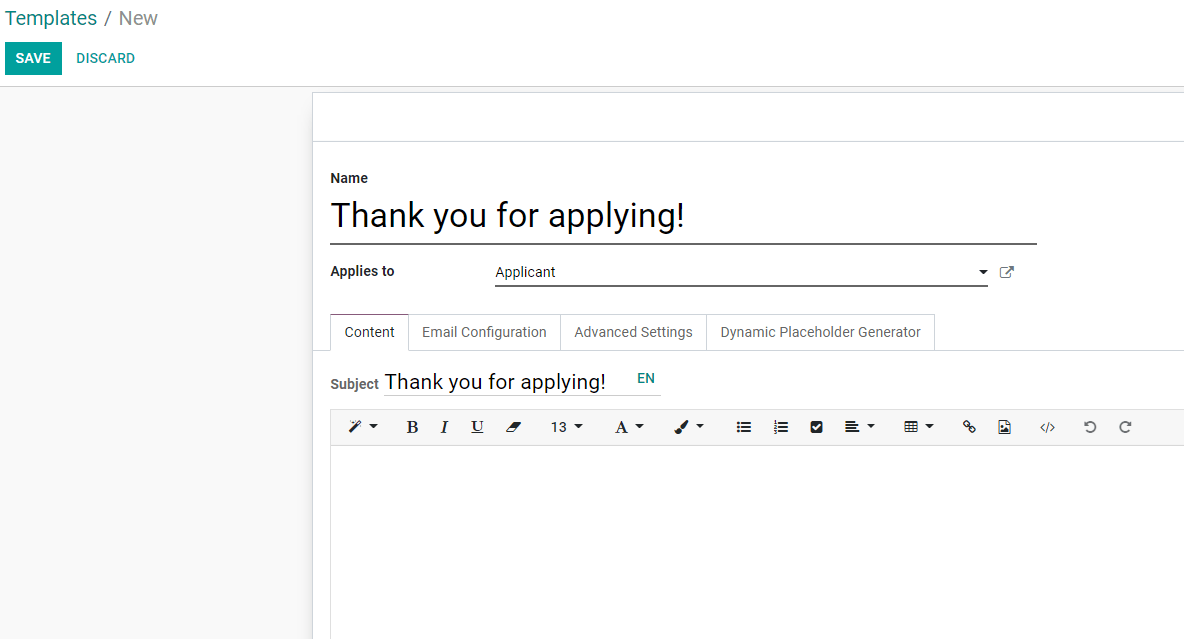 Templates / New
SAVE DISCARD
Name
Thank you for applying!
Applies to Applicant
Content Email Configuration Advanced Settings Dynamic Placeholder Generator
Subject Thank you for applying! EN
B I U 13 A </>